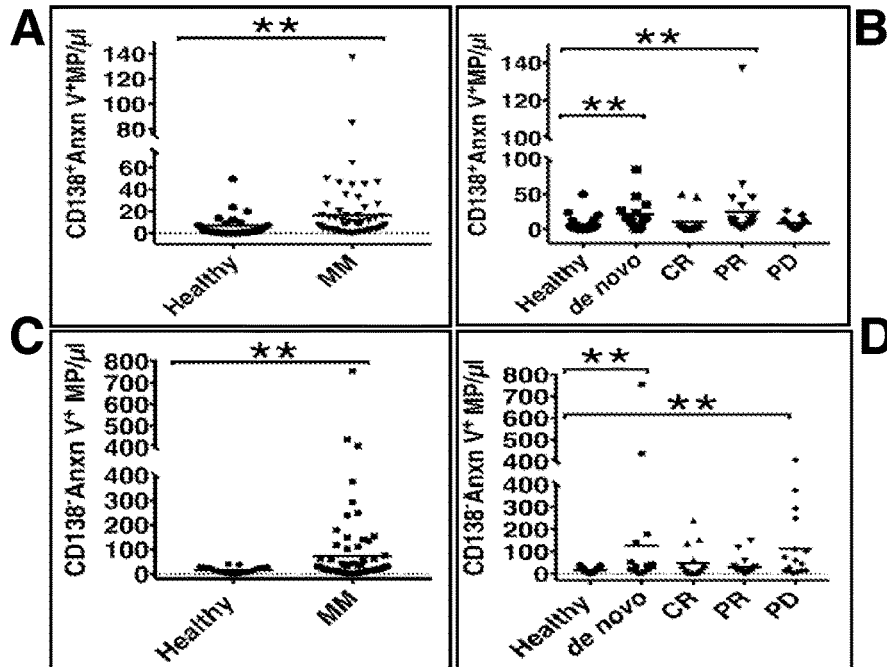 A
CD138+Anxn V+MP/µl
140
120
100
80
60
40
20
0
**
Healthy
MM
B
CD138+Anxn V+MP/µl
140
120
100
100
50
0
**
**
Healthy
de novo
CR
PR
PD
C
CD138-Anxn V+ MP/µl
800
700
600
500
400
400
300
200
100
0
**
Healthy
MM
D
CD138-Anxn V+ MP/µl
800
700
600
500
400
400
300
200
100
0
**
**
Healthy
de novo
CR
PR
PD